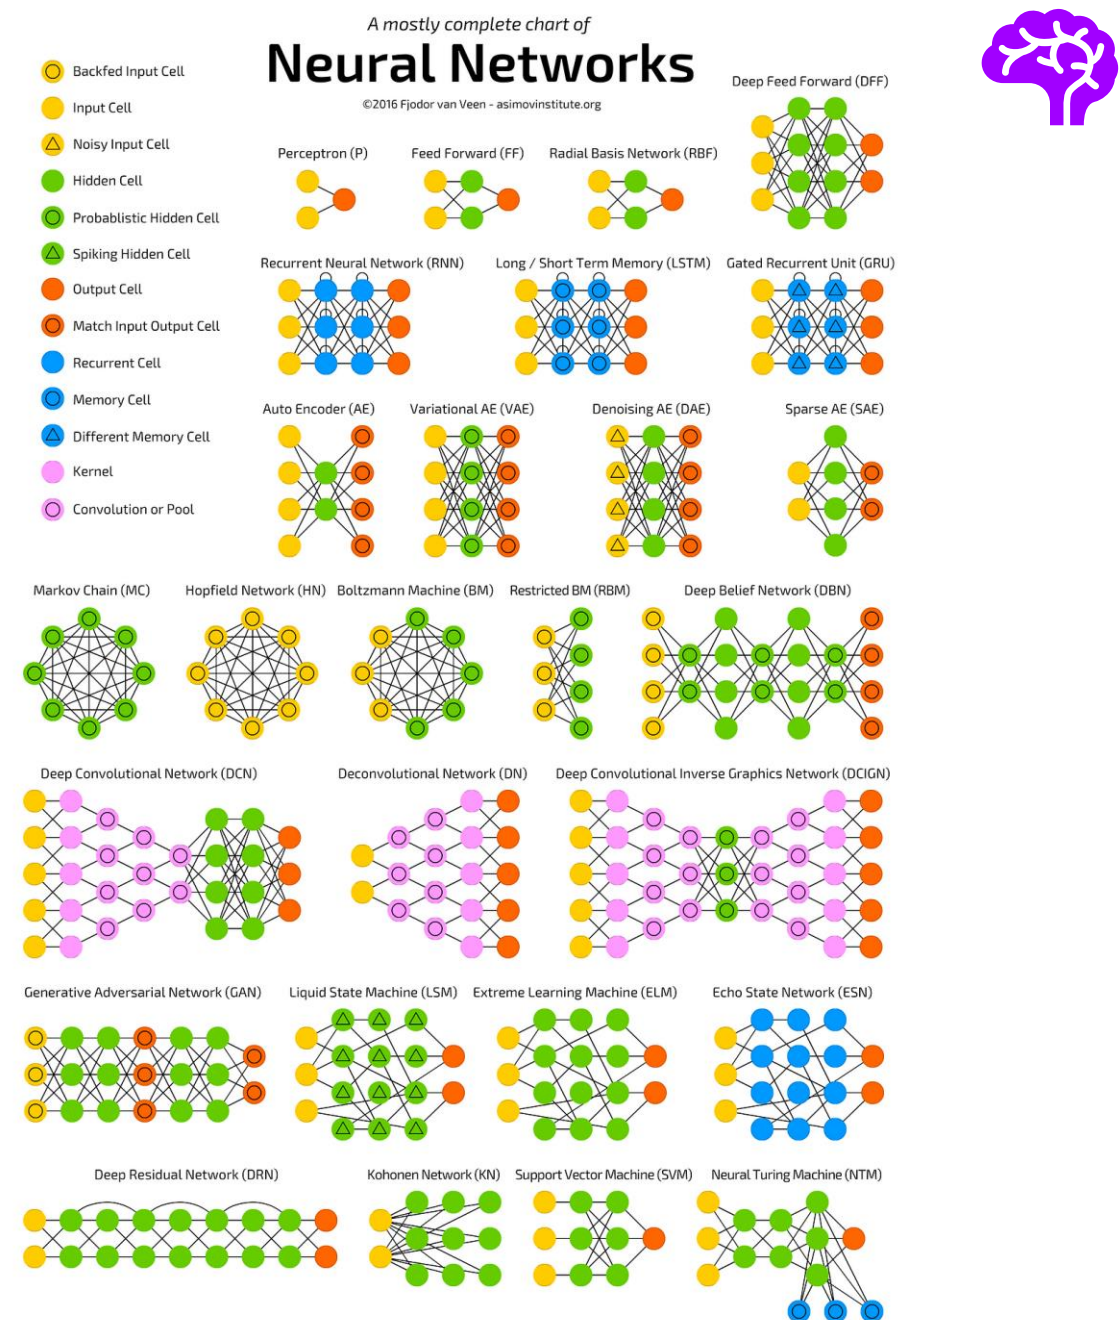 A mostly complete chart of
Neural Networks
©2016 Fjodor van Veen - asimovinstitute.org
Backfed Input Cell
Input Cell
Noisy Input Cell
Hidden Cell
Probablistic Hidden Cell
Spiking Hidden Cell
Output Cell
Match Input Output Cell
Recurrent Cell
Memory Cell
Different Memory Cell
Kernel
Convolution or Pool
Deep Feed Forward (DFF)
Perceptron (P)
Feed Forward (FF)
Radial Basis Network (RBF)
Recurrent Neural Network (RNN)
Long / Short Term Memory (LSTM)
Gated Recurrent Unit (GRU)
Auto Encoder (AE)
Variational AE (VAE)
Denoising AE (DAE)
Sparse AE (SAE)
Markov Chain (MC)
Hopfield Network (HN)
Boltzmann Machine (BM)
Restricted BM (RBM)
Deep Belief Network (DBN)
Deep Convolutional Network (DCN)
Deconvolutional Network (DN)
Deep Convolutional Inverse Graphics Network (DCIGN)
Generative Adversarial Network (GAN)
Liquid State Machine (LSM)
Extreme Learning Machine (ELM)
Echo State Network (ESN)
Deep Residual Network (DRN)
Kohonen Network (KN)
Support Vector Machine (SVM)
Neural Turing Machine (NTM)